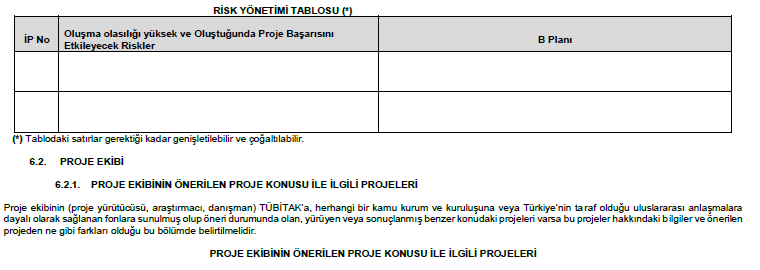 RİSK YÖNETİMİ TABLOSU (*)
İP No
Oluşma olasılığı yüksek ve Oluştuğunda Proje Başarısını
Etkileyecek Riskler
B Planı
(*) Tablodaki satırlar gerektiği kadar genişletilebilir ve çoğaltılabilir.
6.2. PROJE EKİBİ
6.2.1. PROJE EKİBİNİN ÖNERİLEN PROJE KONUSU İLE İLGİLİ PROJELERİ
Proje ekibinin (proje yürütücüsü, araştırmacı, danışman) TÜBİTAK'a, herhangi bir kamu kurum ve kuruluşuna veya Türkiye'nin taraf olduğu uluslararası anlaşmalara
dayalı olarak sağlanan fonlara sunulmuş olup öneri durumunda olan, yürüyen veya sonuçlanmış benzer konudaki projeleri varsa bu projeler hakkındaki bilgiler ve önerilen
projeden ne gibi farkları olduğu bu bölümde belirtilmelidir.
PROJE EKİBİNİN ÖNERİLEN PROJE KONUSU İLE İLGİLİ PROJELERİ